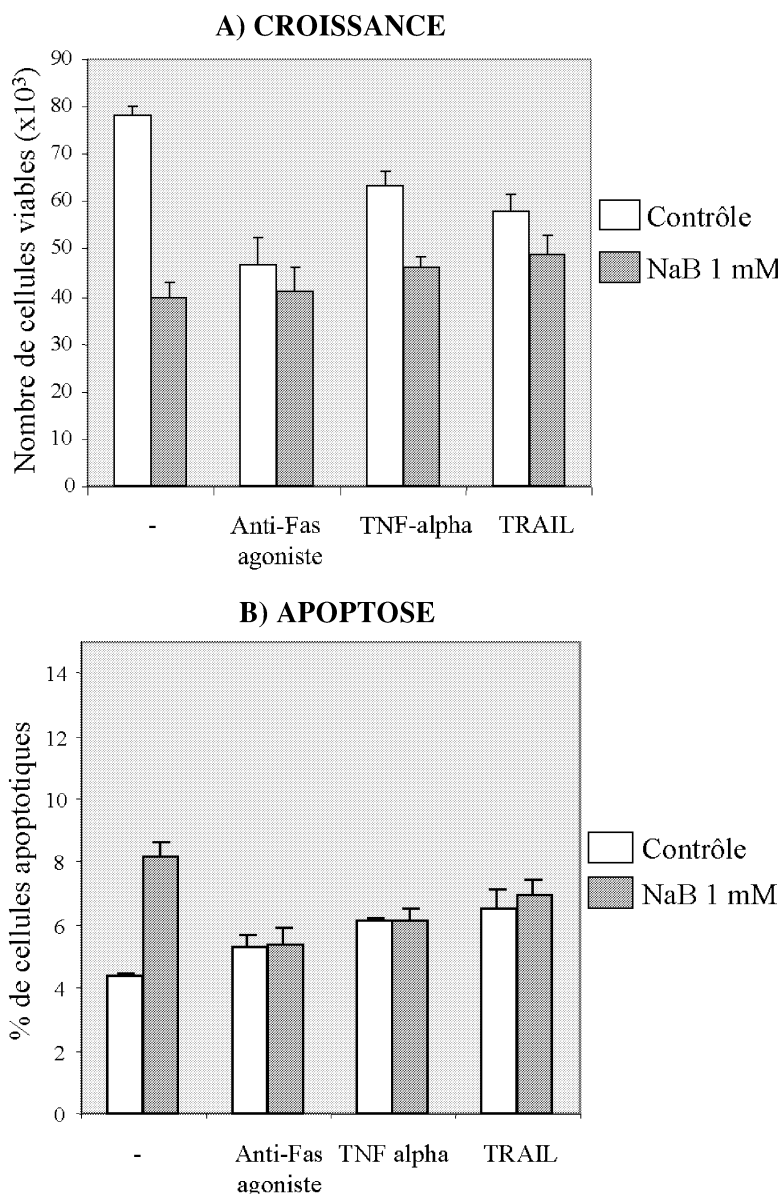 A) CROISSANCE
Nombre de cellules viables (x10³)
90
80
70
60
50
40
30
20
10
0
-
Anti-Fas
agoniste
TNF-alpha
TRAIL
Contrôle
NaB 1 mM
B) APOPTOSE
% de cellules apoptotiques
14
12
10
8
6
4
2
0
-
Anti-Fas
agoniste
TNF alpha
TRAIL
Contrôle
NaB 1 mM